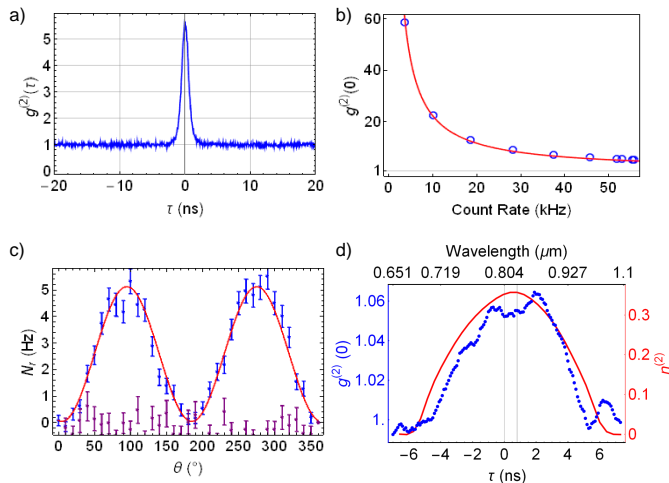 a)
g⁽²⁾(τ)
5
4
3
2
1
0
−20 −10 0 10 20
τ (ns)
b)
g⁽²⁾(0)
60
40
20
1
0 10 20 30 40 50
Count Rate (kHz)
c)
Nᵣ (Hz)
5
4
3
2
1
0
0 50 100 150 200 250 300 350
θ (°)
d)
Wavelength (μm)
0.651 0.719 0.804 0.927 1.1
g⁽²⁾ (0)
1.06
1.04
1.02
1.
0.3
0.2
0.1
0
n⁽²⁾
−6 −4 −2 0 2 4 6
τ (ns)